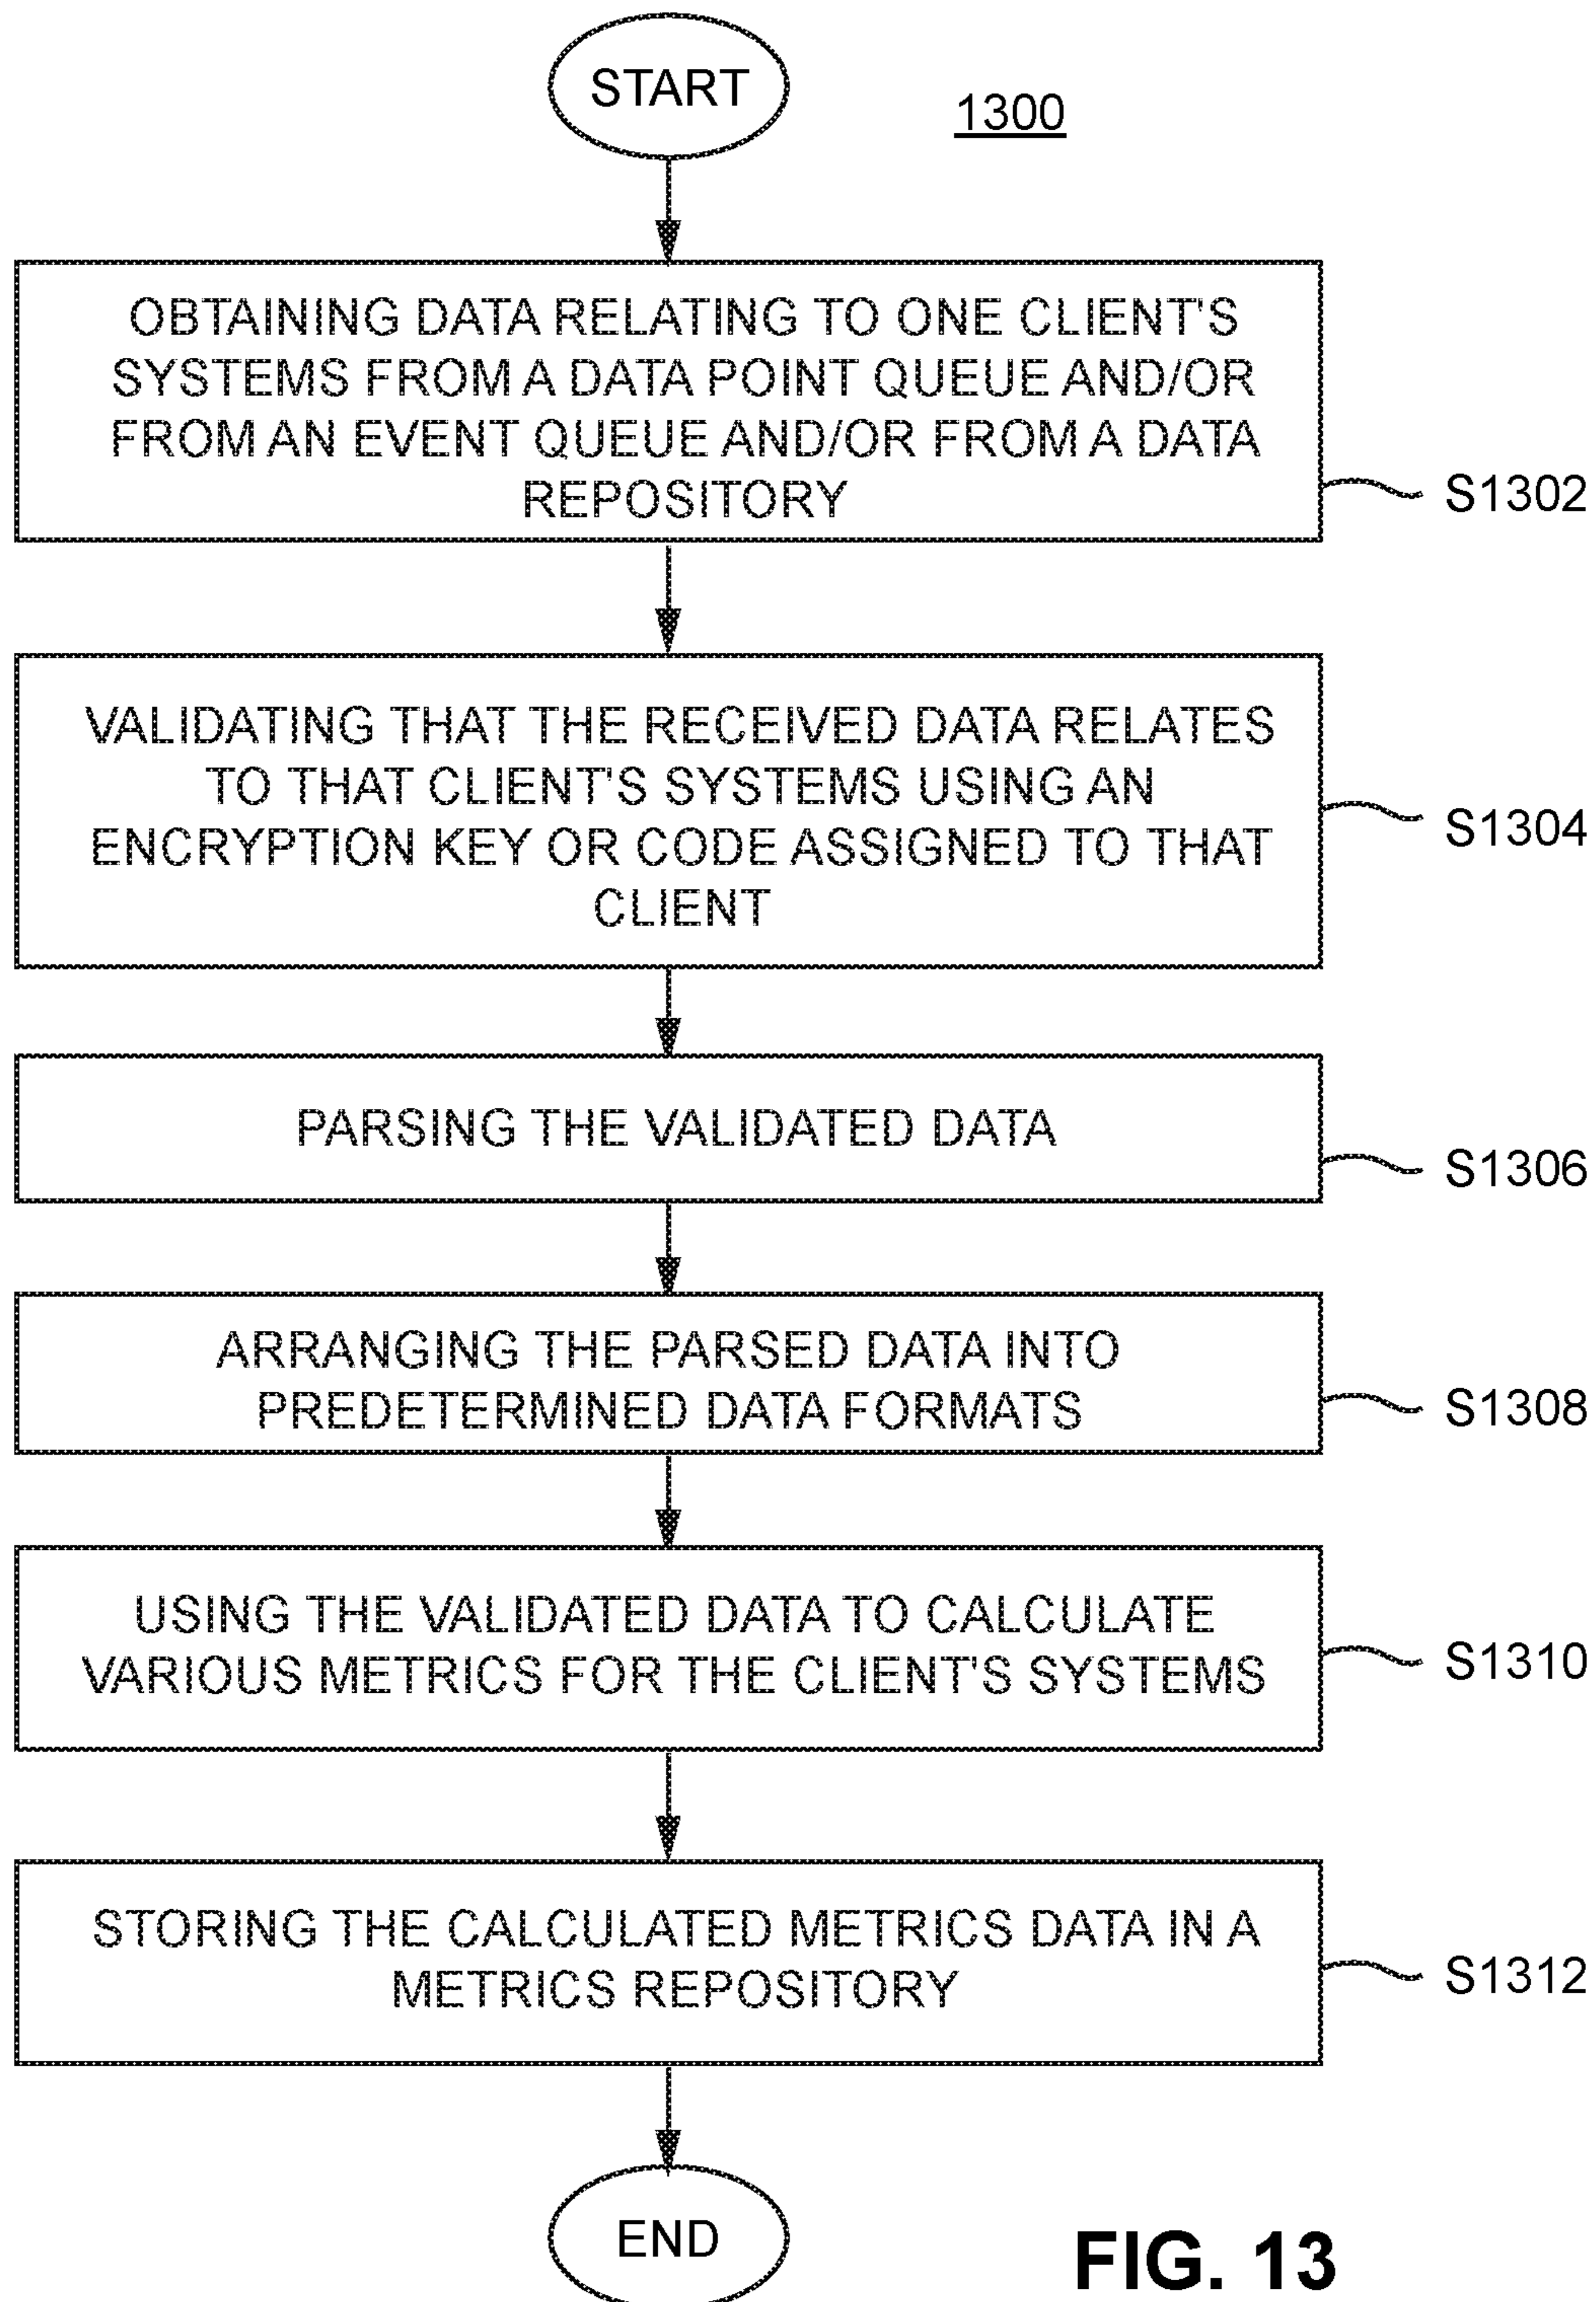 START
1300
OBTAINING DATA RELATING TO ONE CLIENT'S
SYSTEMS FROM A DATA POINT QUEUE AND/OR
FROM AN EVENT QUEUE AND/OR FROM A DATA
REPOSITORY
S1302
VALIDATING THAT THE RECEIVED DATA RELATES
TO THAT CLIENT'S SYSTEMS USING AN
ENCRYPTION KEY OR CODE ASSIGNED TO THAT
CLIENT
S1304
PARSING THE VALIDATED DATA
S1306
ARRANGING THE PARSED DATA INTO
PREDETERMINED DATA FORMATS
S1308
USING THE VALIDATED DATA TO CALCULATE
VARIOUS METRICS FOR THE CLIENT'S SYSTEMS
S1310
STORING THE CALCULATED METRICS DATA IN A
METRICS REPOSITORY
S1312
END
FIG. 13